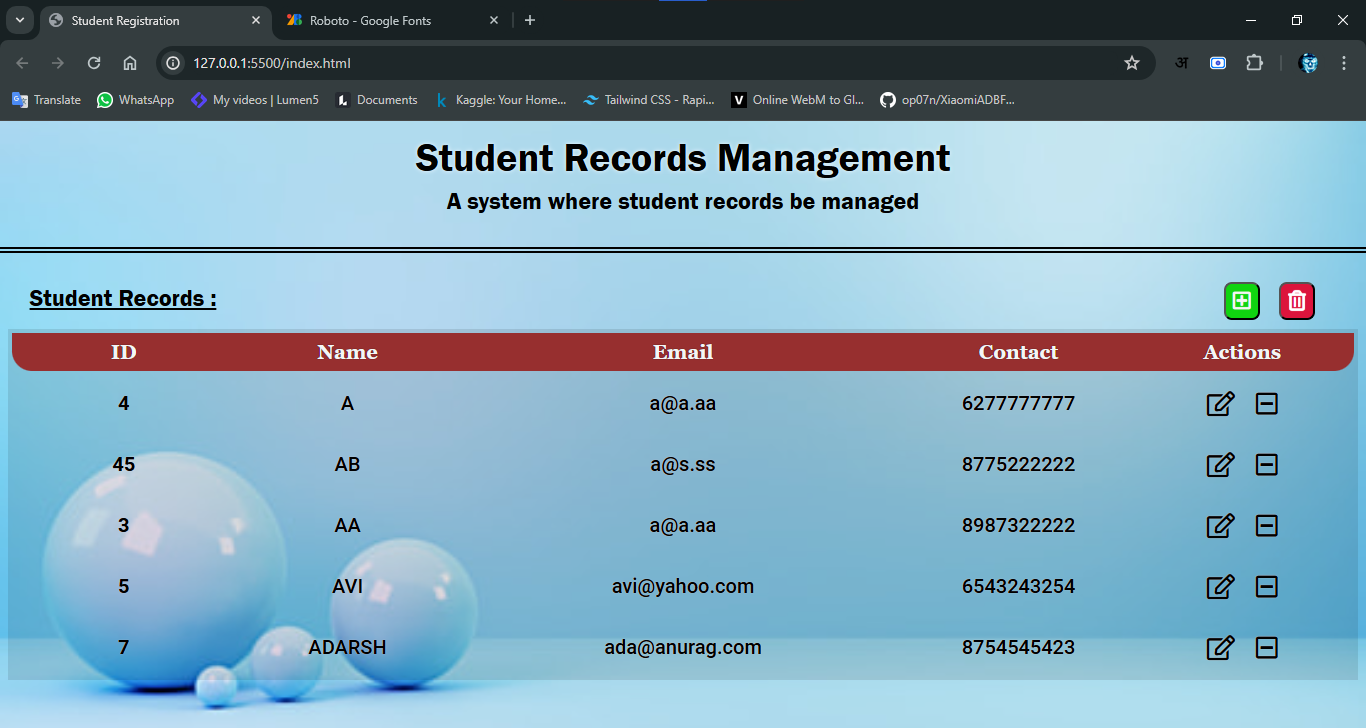 Student Registration
Roboto - Google Fonts
127.0.0.1:5500/index.html
अ
Translate WhatsApp My videos | Lumen5 Documents Kaggle: Your Home... Tailwind CSS - Rapi... Online WebM to GI... op07n/XiaomiADBF...
Student Records Management
A system where student records be managed
Student Records :
ID Name Email Contact Actions
4 A a@a.aa 6277777777
45 AB a@s.ss 8775222222
3 AA a@a.aa 8987322222
5 AVI avi@yahoo.com 6543243254
7 ADARSH ada@anurag.com 8754545423